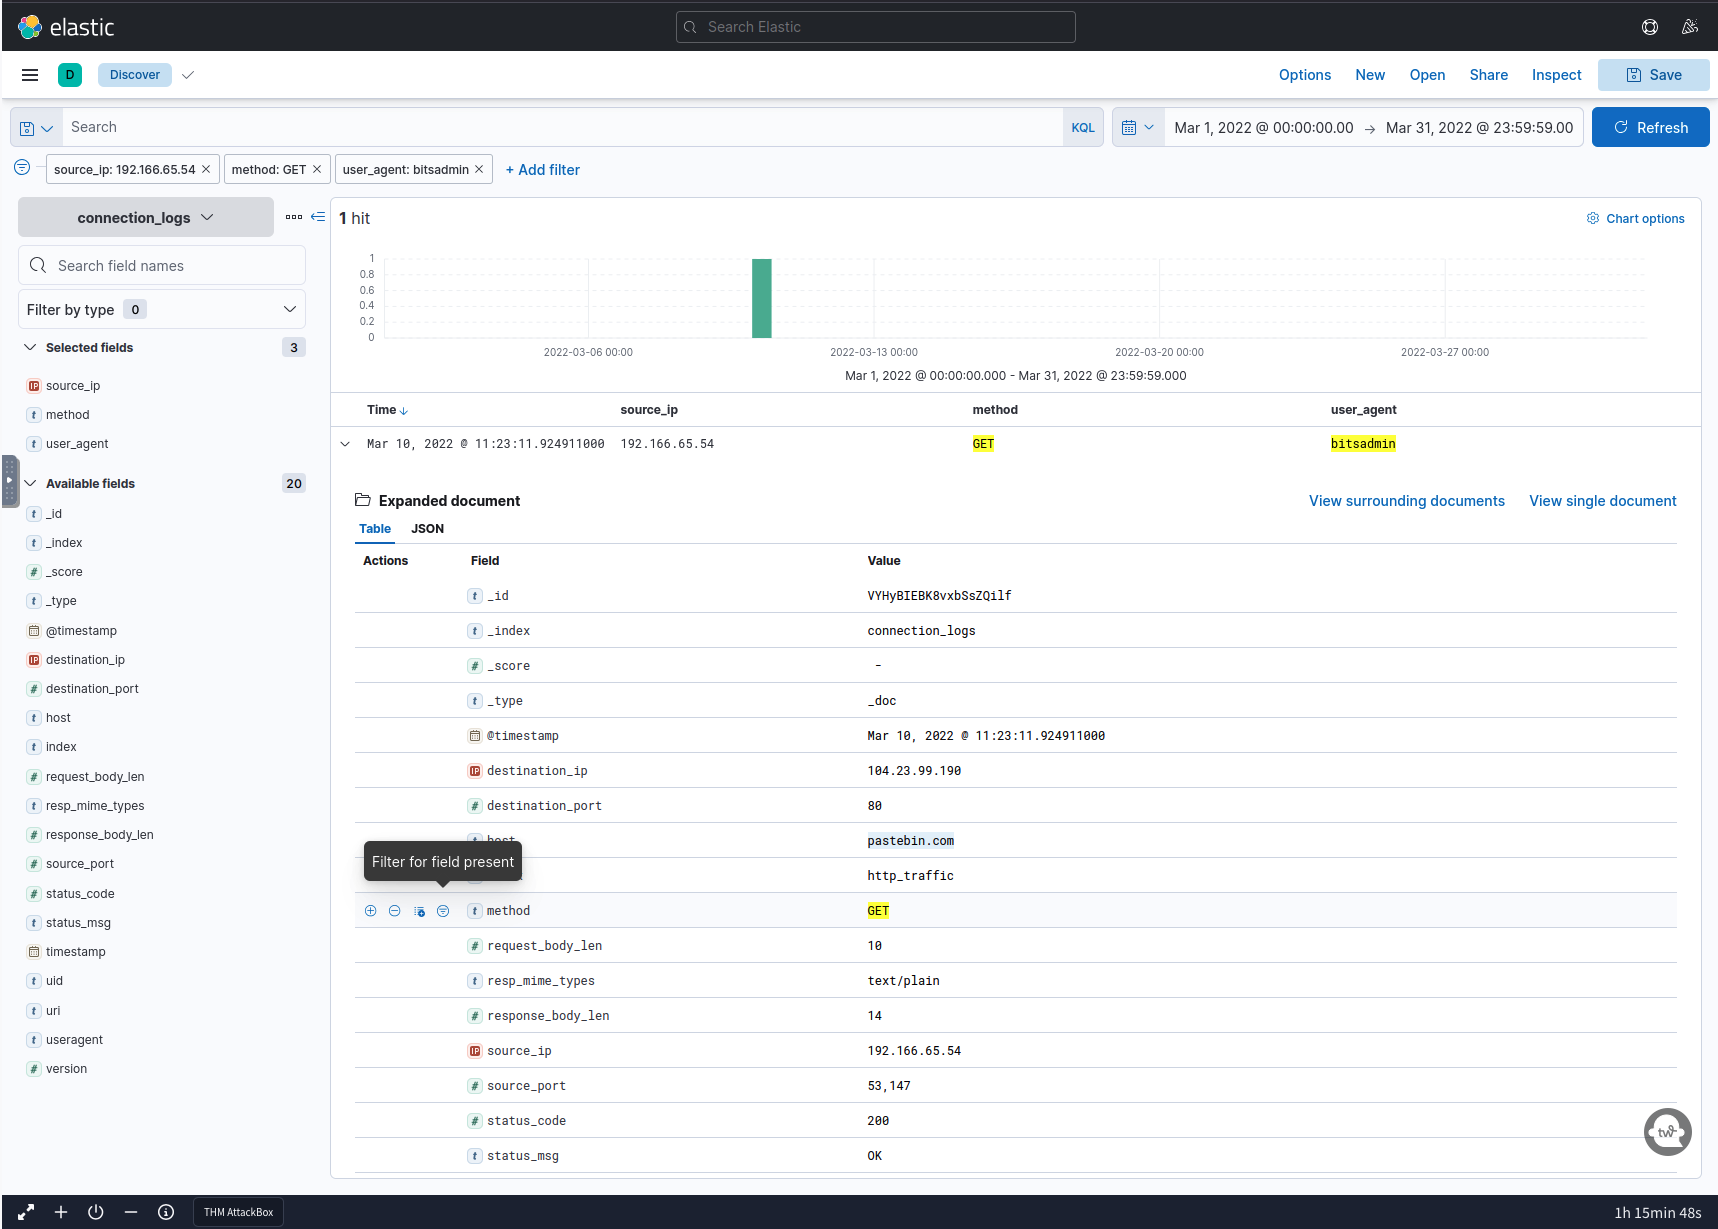 elastic
Search Elastic
D
Discover
Options New Open Share Inspect Save
Search
KQL
Mar 1, 2022 @ 00:00:00.00 → Mar 31, 2022 @ 23:59:59.00
Refresh
source_ip: 192.166.65.54 × method: GET × user_agent: bitsadmin × + Add filter
connection_logs
Search field names
Filter by type 0
Selected fields 3
source_ip
method
user_agent
Available fields 20
_id
_index
_score
_type
@timestamp
destination_ip
destination_port
host
index
request_body_len
resp_mime_types
response_body_len
source_port
status_code
status_msg
timestamp
uid
uri
useragent
version
1 hit
Chart options
1
0.8
0.6
0.4
0.2
0
2022-03-06 00:00 2022-03-13 00:00 2022-03-20 00:00 2022-03-27 00:00
Mar 1, 2022 @ 00:00:00.000 - Mar 31, 2022 @ 23:59:59.000
Time source_ip method user_agent
Mar 10, 2022 @ 11:23:11.924911000 192.166.65.54 GET bitsadmin
Expanded document
View surrounding documents View single document
Table JSON
Actions Field Value
t _id VYHyBIEBK8vxbSsZQilf
t _index connection_logs
# _score -
t _type _doc
@timestamp Mar 10, 2022 @ 11:23:11.924911000
IP destination_ip 104.23.99.190
# destination_port 80
t host pastebin.com
Filter for field present
http_traffic
t method GET
# request_body_len 10
t resp_mime_types text/plain
# response_body_len 14
IP source_ip 192.166.65.54
# source_port 53,147
# status_code 200
t status_msg OK
tw
THM AttackBox
1h 15min 48s